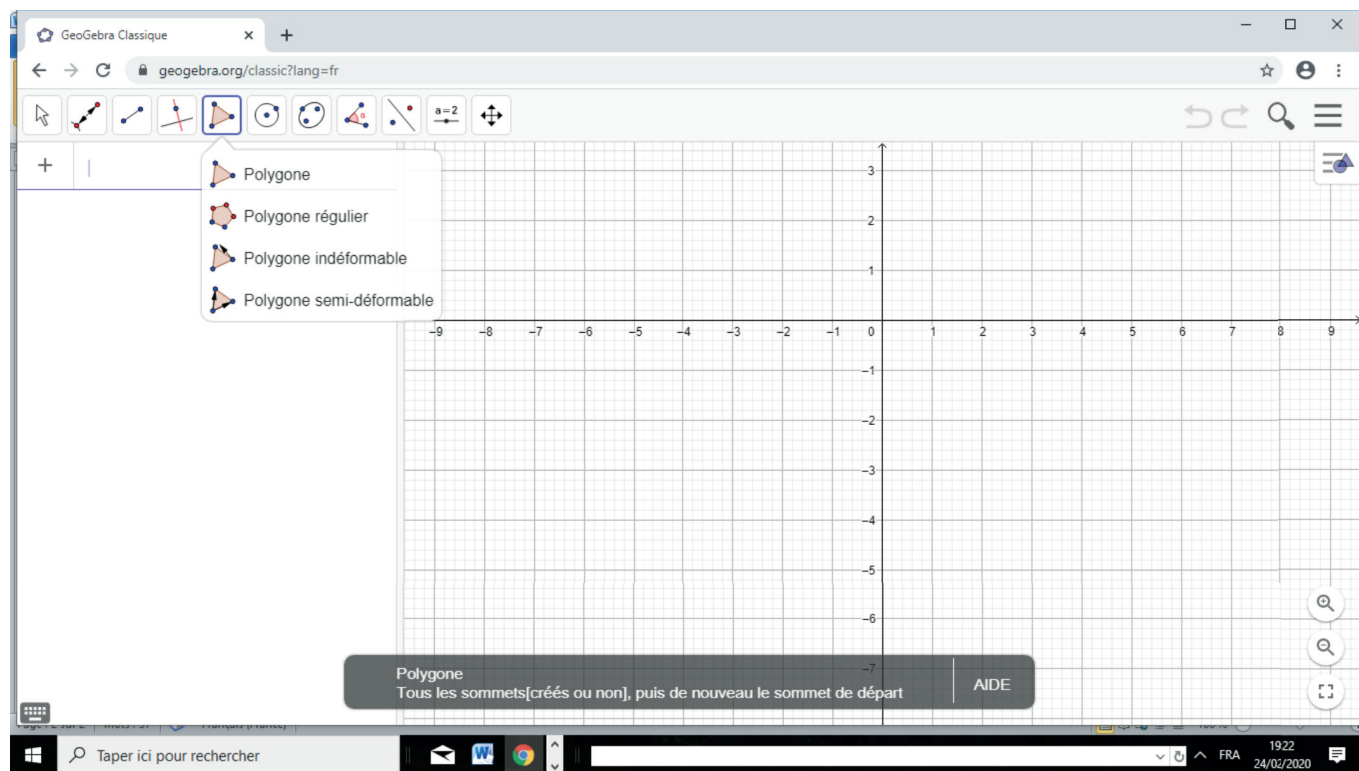 GeoGebra Classique
geogebra.org/classic?lang=fr
a=2
Polygone
Polygone régulier
Polygone indéformable
Polygone semi-déformable
3
2
1
-9 -8 -7 -6 -5 -4 -3 -2 -1 0 1 2 3 4 5 6 7 8 9
-1
-2
-3
-4
-5
-6
-7
Polygone
Tous les sommets[créés ou non], puis de nouveau le sommet de départ
AIDE
Taper ici pour rechercher
FRA
19:22
24/02/2020